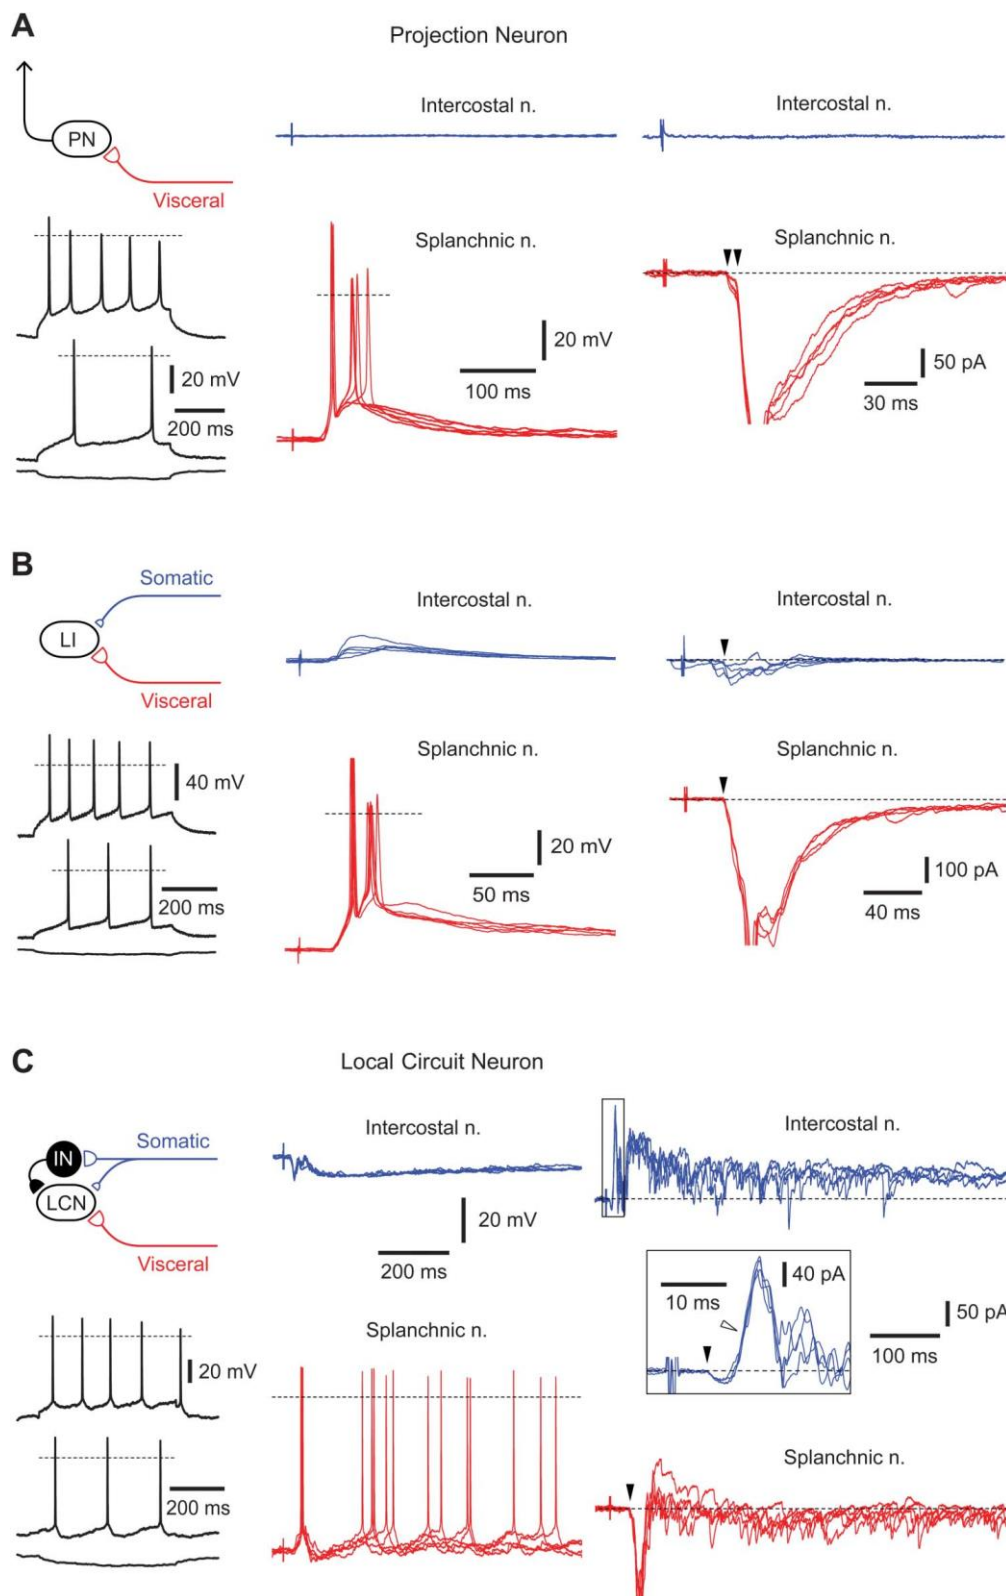 A
Projection Neuron
PN
Visceral
Intercostal n.
Intercostal n.
Splanchnic n.
Splanchnic n.
20 mV
200 ms
20 mV
100 ms
50 pA
30 ms
B
Somatic
LI
Visceral
Intercostal n.
Intercostal n.
Splanchnic n.
Splanchnic n.
40 mV
200 ms
20 mV
50 ms
100 pA
40 ms
C
Local Circuit Neuron
IN
Somatic
LCN
Visceral
Intercostal n.
Intercostal n.
20 mV
200 ms
40 pA
10 ms
50 pA
100 ms
Splanchnic n.
20 mV
200 ms
Splanchnic n.